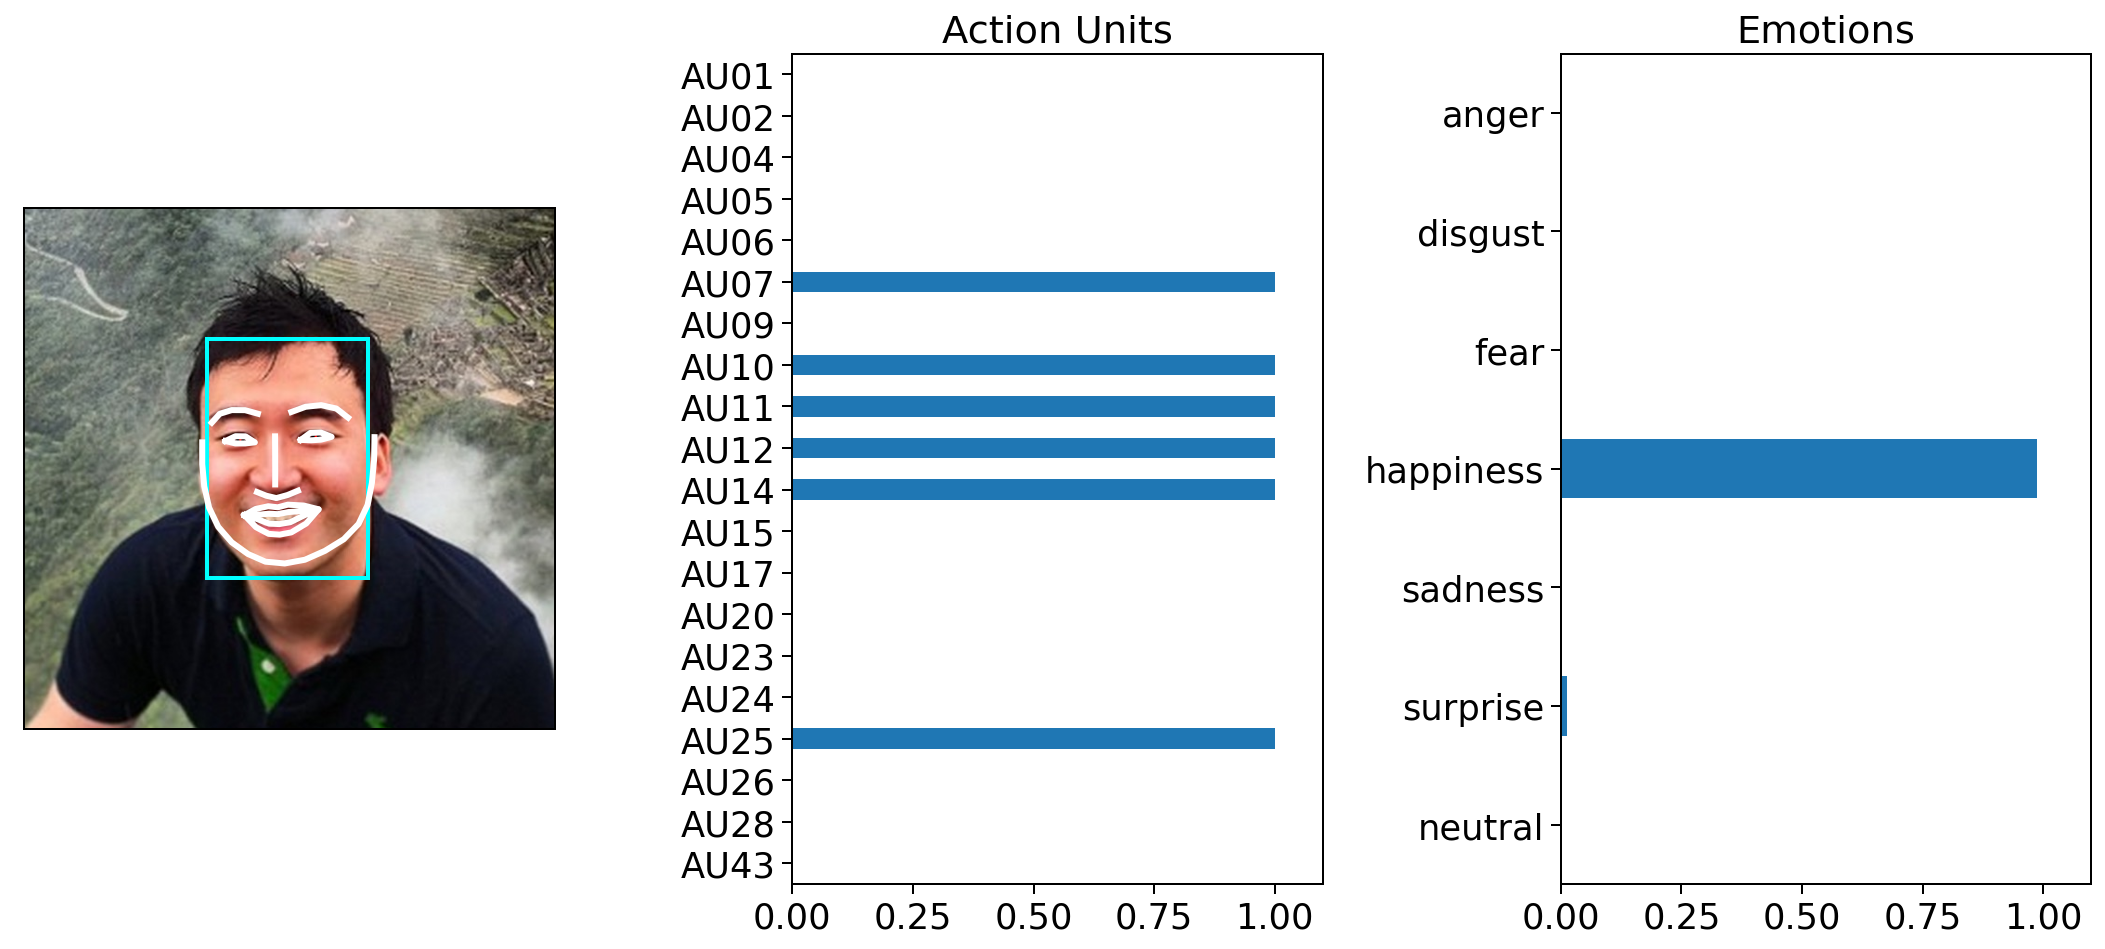 Action Units
AU01
AU02
AU04
AU05
AU06
AU07
AU09
AU10
AU11
AU12
AU14
AU15
AU17
AU20
AU23
AU24
AU25
AU26
AU28
AU43
0.00 0.25 0.50 0.75 1.00
Emotions
anger
disgust
fear
happiness
sadness
surprise
neutral
0.00 0.25 0.50 0.75 1.00